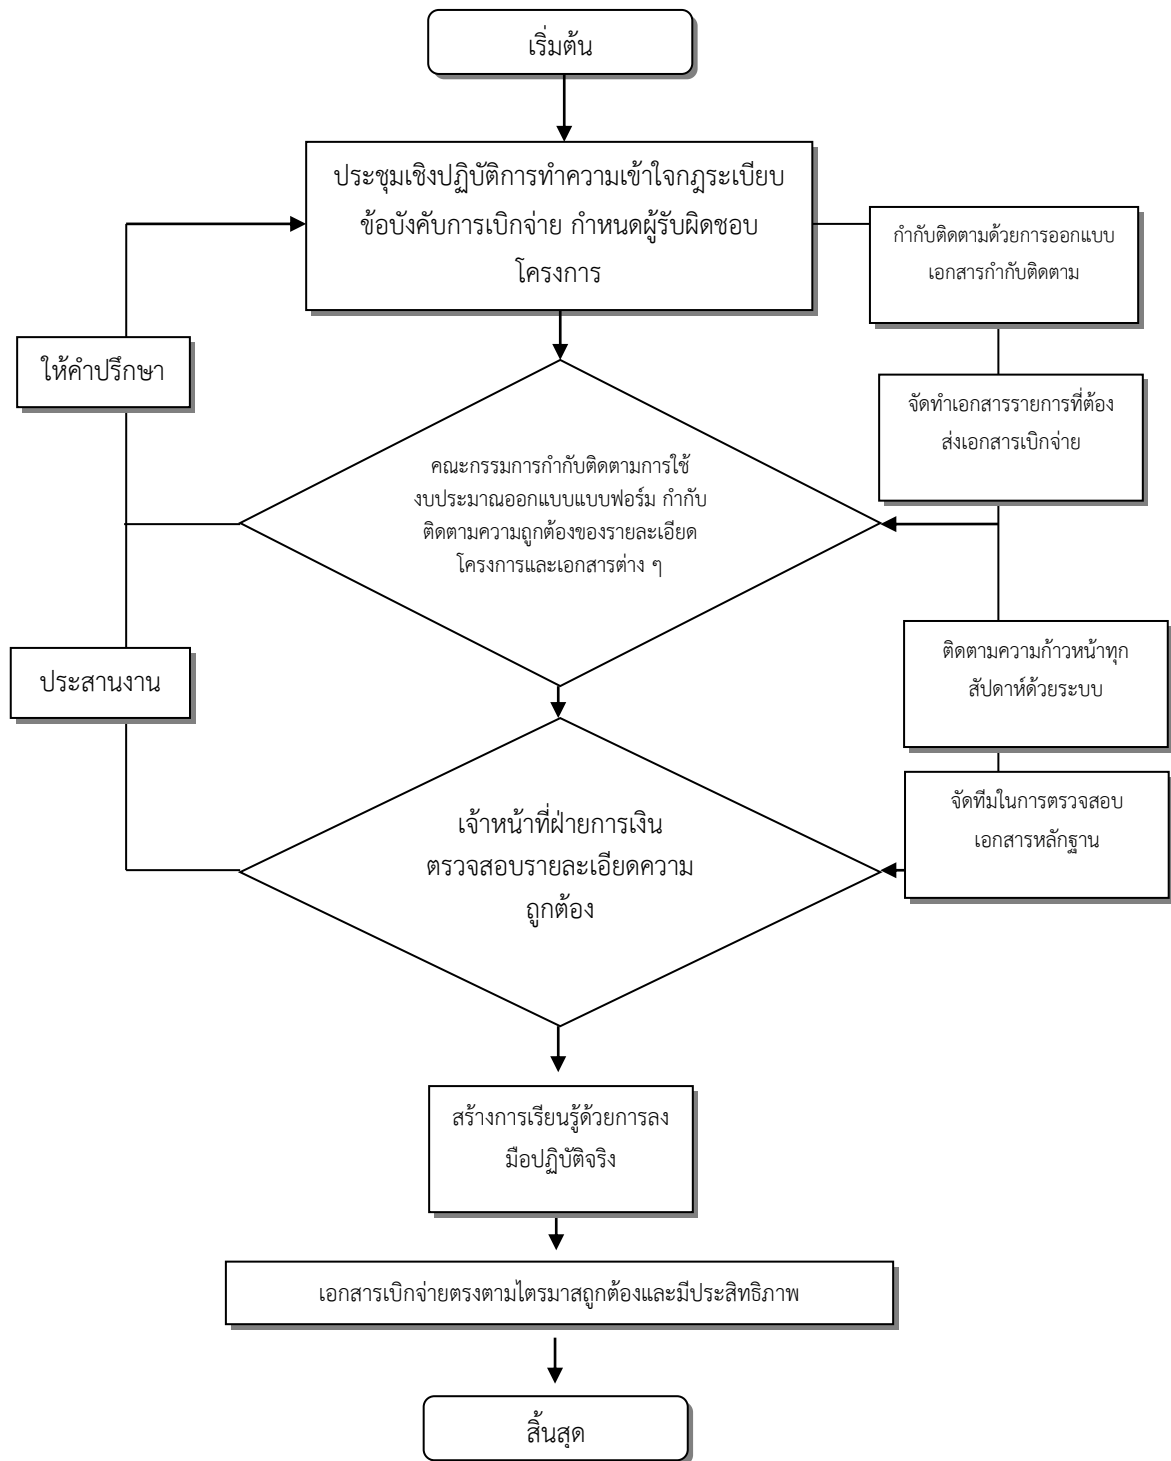 เริ่มต้น
ประชุมเชิงปฏิบัติการทำความเข้าใจกฎระเบียบ
ข้อบังคับการเบิกจ่าย กำหนดผู้รับผิดชอบ
โครงการ
กำกับติดตามด้วยการออกแบบ
เอกสารกำกับติดตาม
ให้คำปรึกษา
จัดทำเอกสารรายการที่ต้อง
ส่งเอกสารเบิกจ่าย
คณะกรรมการกำกับติดตามการใช้
งบประมาณออกแบบแบบฟอร์ม กำกับ
ติดตามความถูกต้องของรายละเอียด
โครงการและเอกสารต่าง ๆ
ประสานงาน
ติดตามความก้าวหน้าทุก
สัปดาห์ด้วยระบบ
จัดทีมในการตรวจสอบ
เอกสารหลักฐาน
เจ้าหน้าที่ฝ่ายการเงิน
ตรวจสอบรายละเอียดความ
ถูกต้อง
สร้างการเรียนรู้ด้วยการลง
มือปฏิบัติจริง
เอกสารเบิกจ่ายตรงตามไตรมาสถูกต้องและมีประสิทธิภาพ
สิ้นสุด